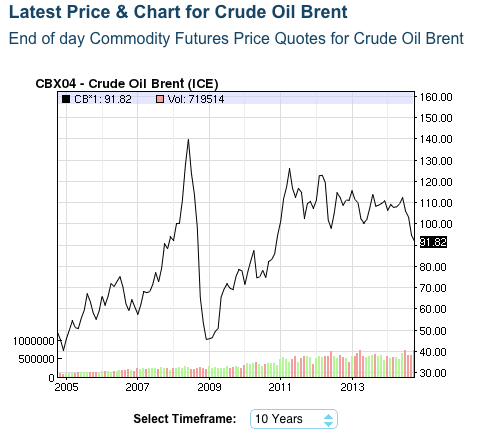 Latest Price & Chart for Crude Oil Brent
End of day Commodity Futures Price Quotes for Crude Oil Brent
CBX04 - Crude Oil Brent (ICE)
CB*1: 91.82 Vol: 719514
160.00
150.00
140.00
130.00
120.00
110.00
100.00
91.82
80.00
70.00
60.00
50.00
40.00
30.00
1000000
500000
0
2005 2007 2009 2011 2013
Select Timeframe: 10 Years